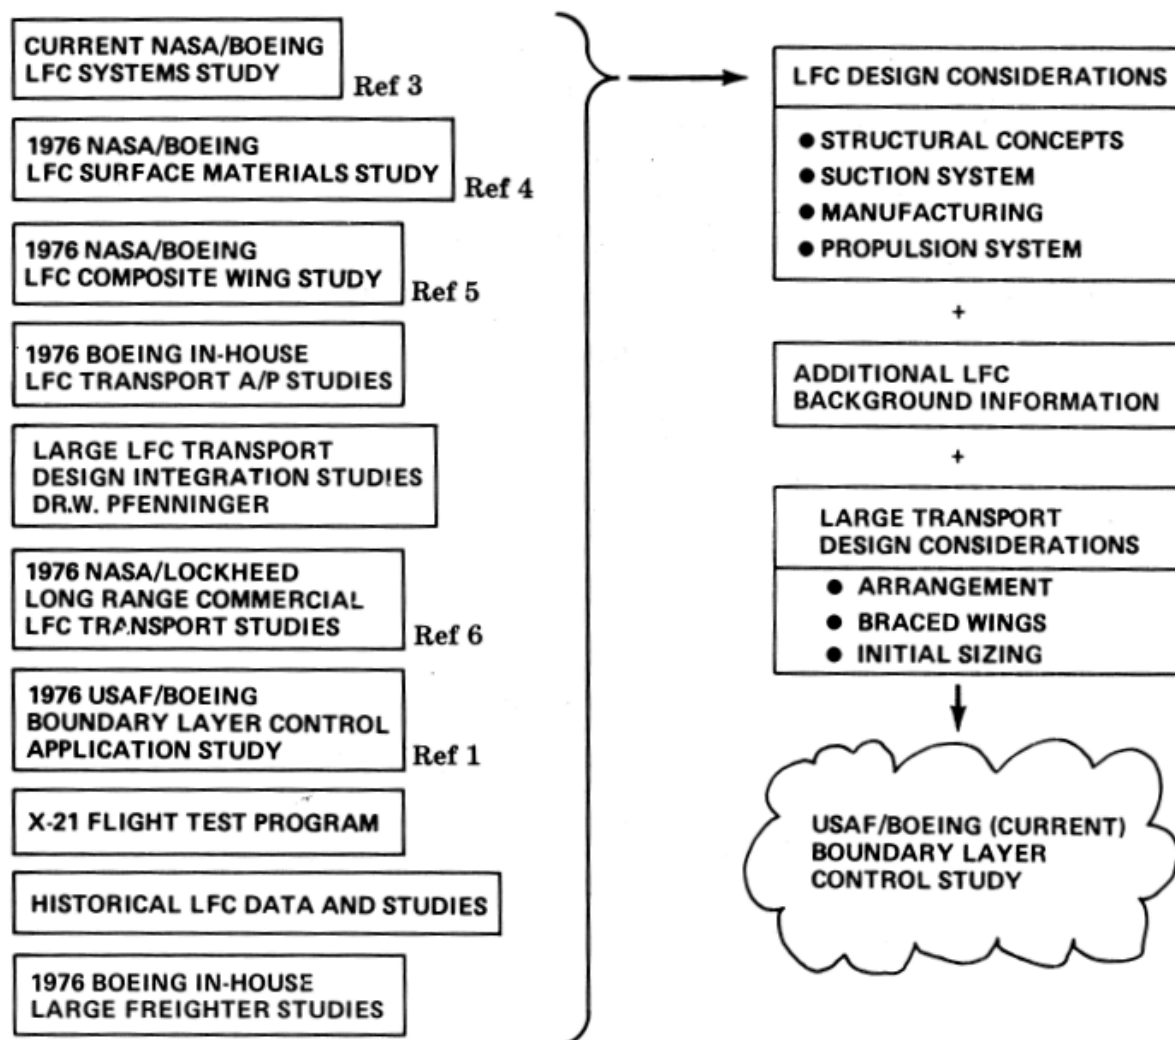 CURRENT NASA/BOEING
LFC SYSTEMS STUDY
Ref 3
1976 NASA/BOEING
LFC SURFACE MATERIALS STUDY
Ref 4
1976 NASA/BOEING
LFC COMPOSITE WING STUDY
Ref 5
1976 BOEING IN-HOUSE
LFC TRANSPORT A/P STUDIES
LARGE LFC TRANSPORT
DESIGN INTEGRATION STUDIES
DR.W. PFENNINGER
1976 NASA/LOCKHEED
LONG RANGE COMMERCIAL
LFC TRANSPORT STUDIES
Ref 6
1976 USAF/BOEING
BOUNDARY LAYER CONTROL
APPLICATION STUDY
Ref 1
X-21 FLIGHT TEST PROGRAM
HISTORICAL LFC DATA AND STUDIES
1976 BOEING IN-HOUSE
LARGE FREIGHTER STUDIES
LFC DESIGN CONSIDERATIONS
● STRUCTURAL CONCEPTS
● SUCTION SYSTEM
● MANUFACTURING
● PROPULSION SYSTEM
+
ADDITIONAL LFC
BACKGROUND INFORMATION
+
LARGE TRANSPORT
DESIGN CONSIDERATIONS
● ARRANGEMENT
● BRACED WINGS
● INITIAL SIZING
USAF/BOEING (CURRENT)
BOUNDARY LAYER
CONTROL STUDY